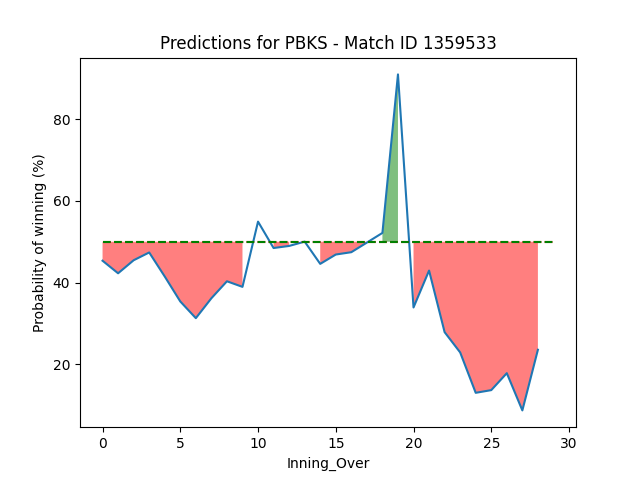 Predictions for PBKS - Match ID 1359533
Probability of winning (%)
80
60
40
20
0 5 10 15 20 25 30
Inning_Over